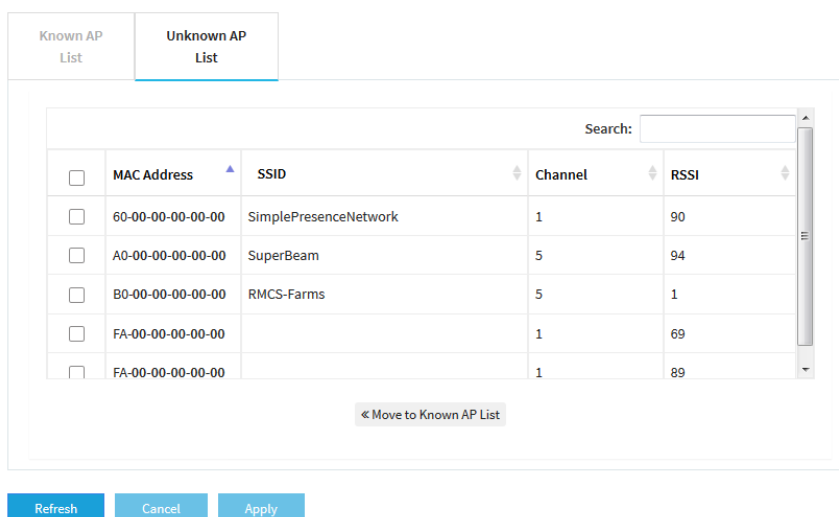 Known AP
List
Unknown AP
List
Search:
MAC Address SSID Channel RSSI
60-00-00-00-00-00 SimplePresenceNetwork 1 90
A0-00-00-00-00-00 SuperBeam 5 94
B0-00-00-00-00-00 RMCS-Farms 5 1
FA-00-00-00-00-00 1 69
FA-00-00-00-00-00 1 89
« Move to Known AP List
Refresh Cancel Apply